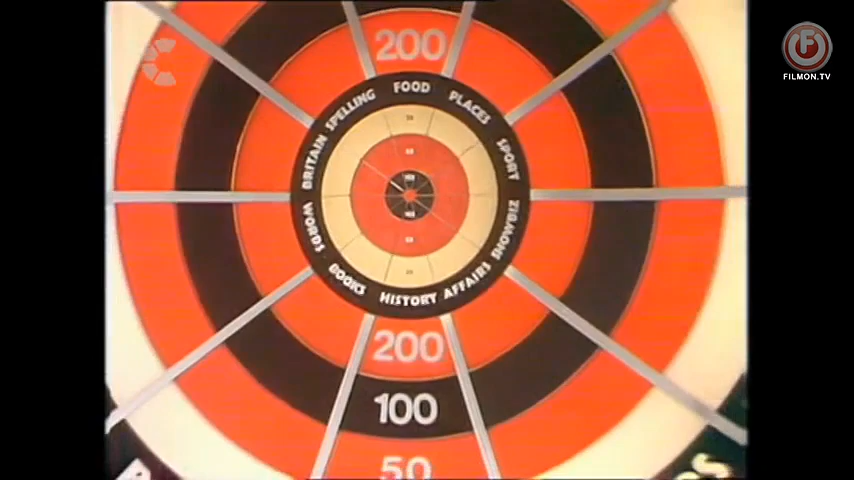 200
FILMON.TV
FOOD
PLACES
SPORT
SHOWBIZ
AFFAIRS
HISTORY
BOOKS
WORDS
BRITAIN
SPELLING
200
100
50